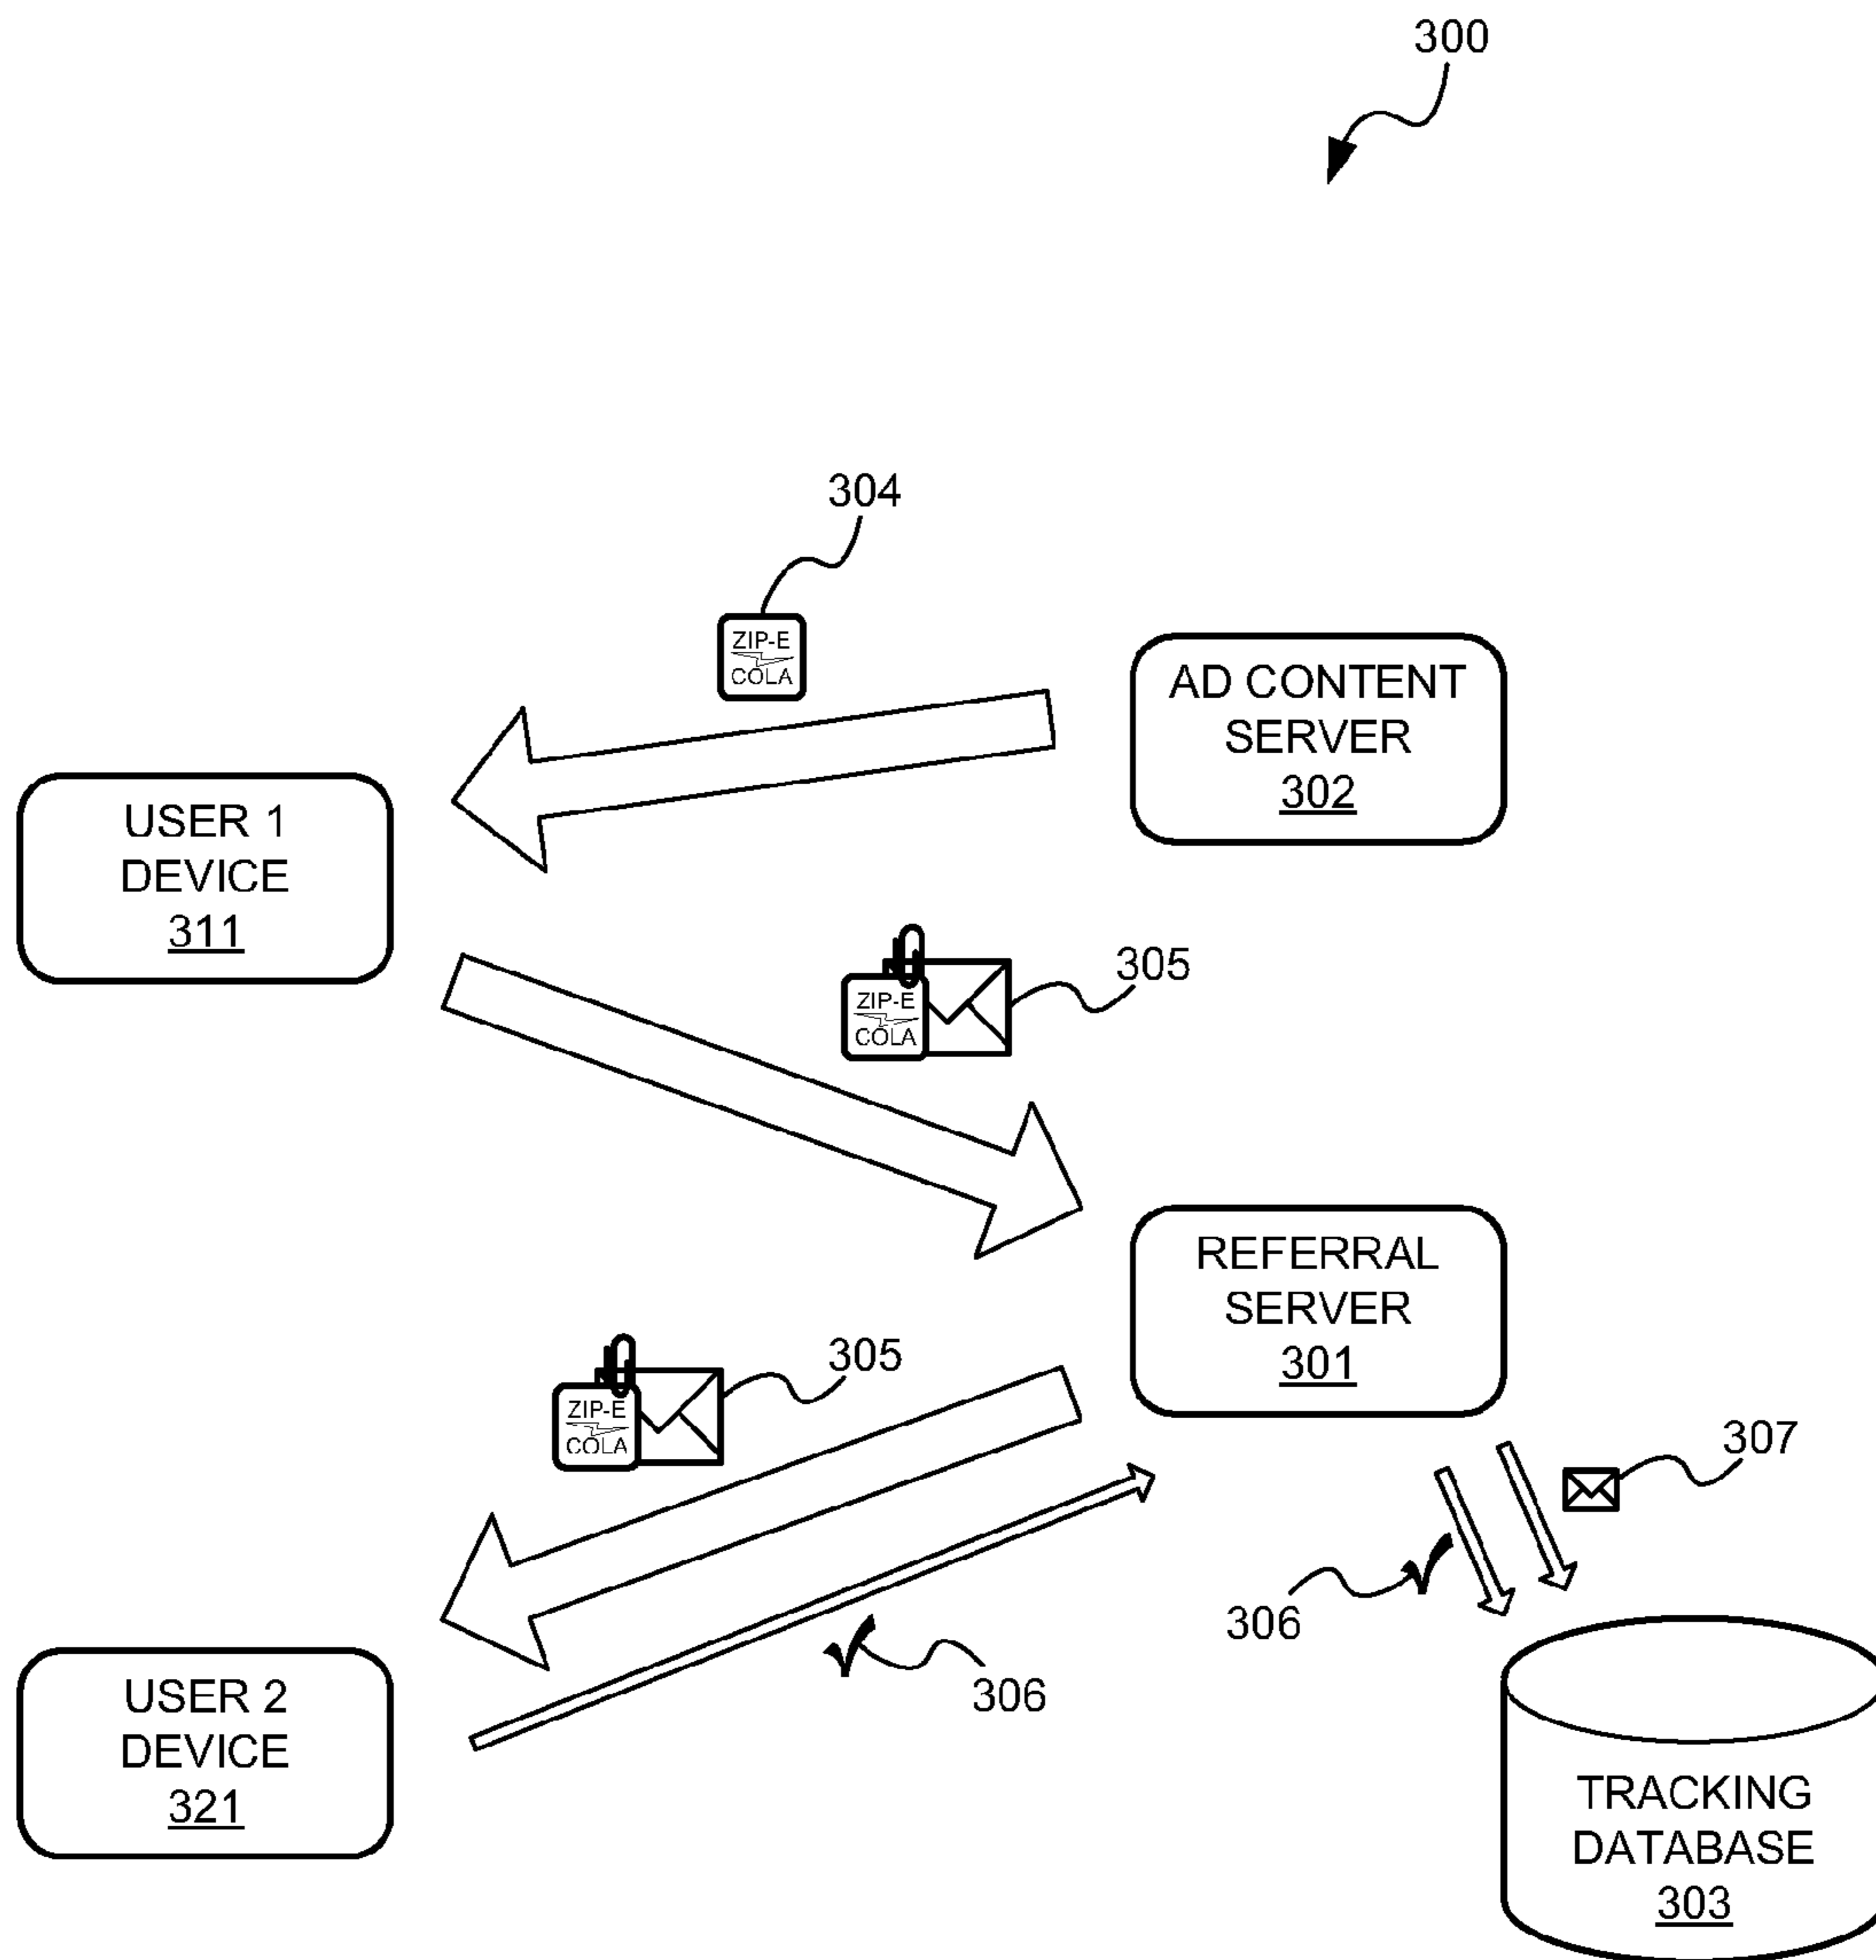 300
304
ZIP-E
COLA
AD CONTENT
SERVER
302
USER 1
DEVICE
311
305
ZIP-E
COLA
REFERRAL
SERVER
301
305
ZIP-E
COLA
307
306
306
USER 2
DEVICE
321
TRACKING
DATABASE
303